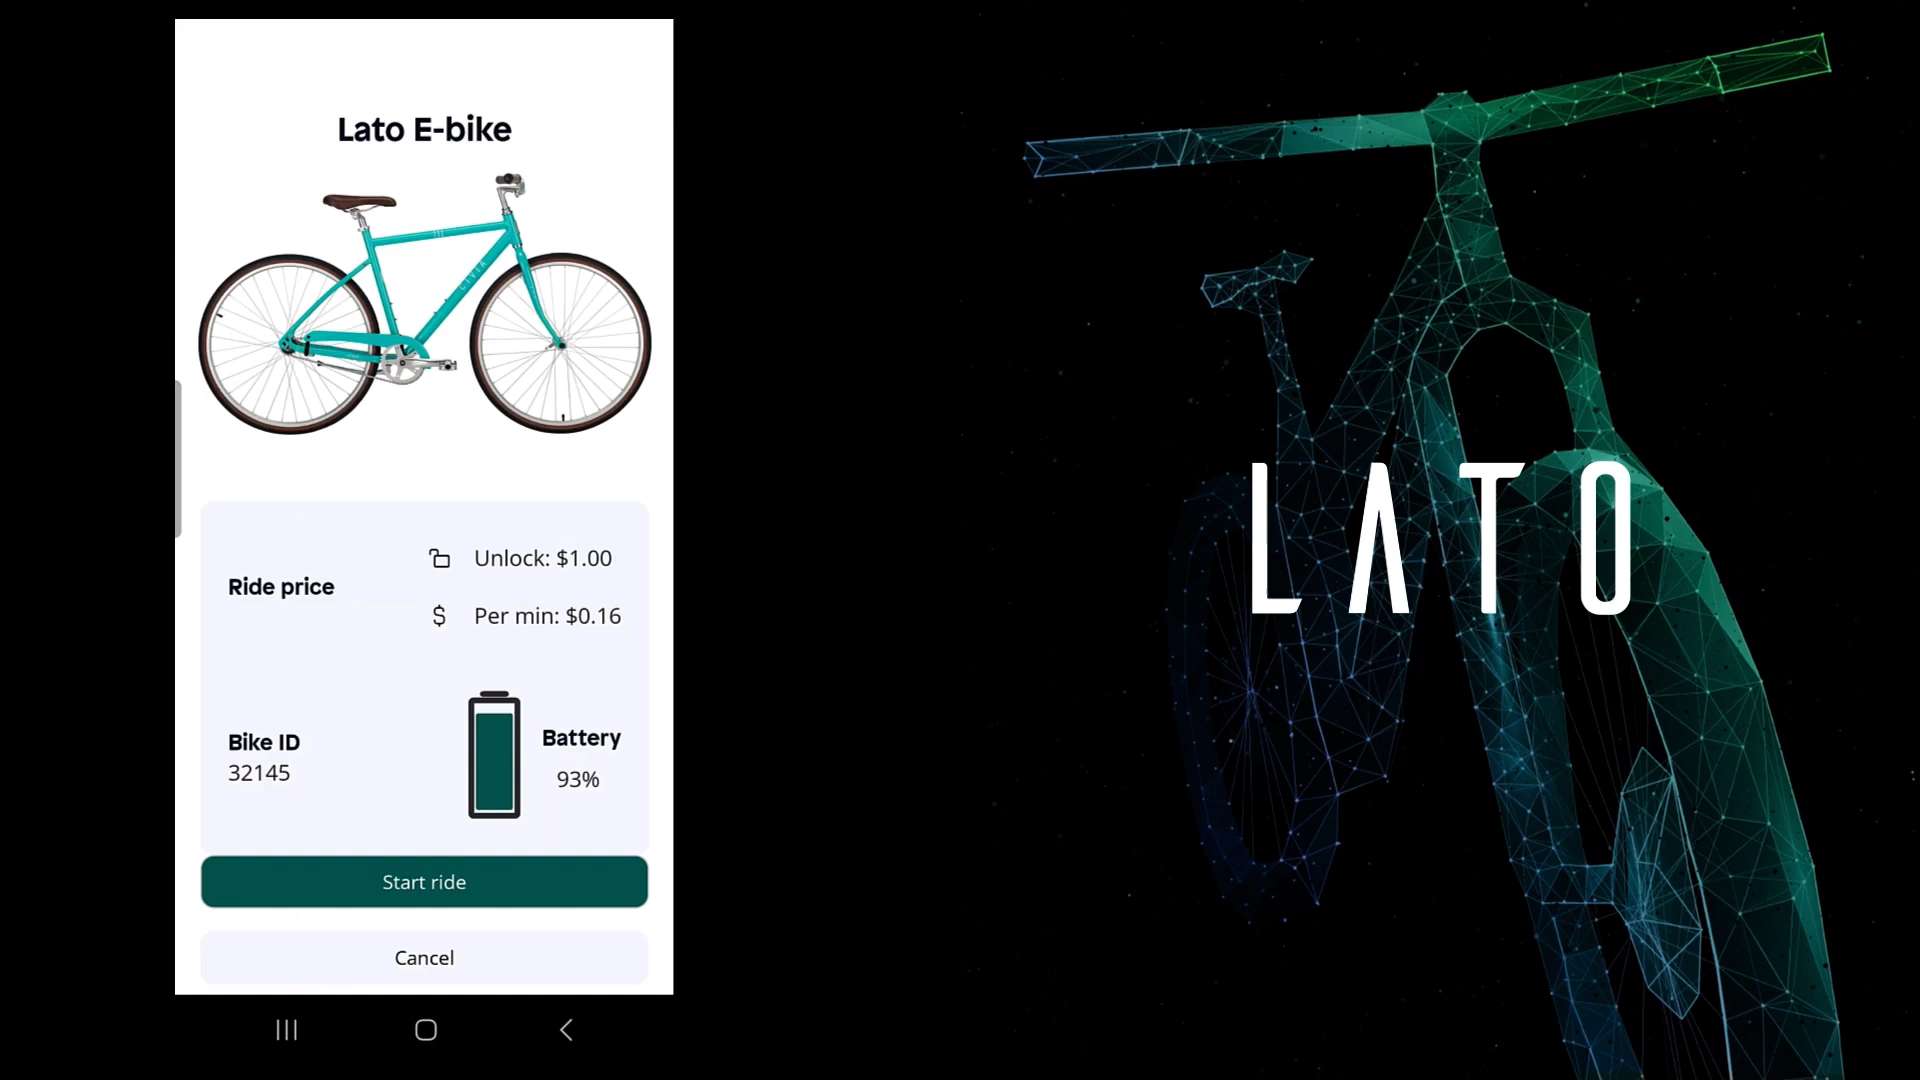 Lato E-bike
Ride price
Unlock: $1.00
$ Per min: $0.16
Bike ID
32145
Battery
93%
Start ride
Cancel
LATO